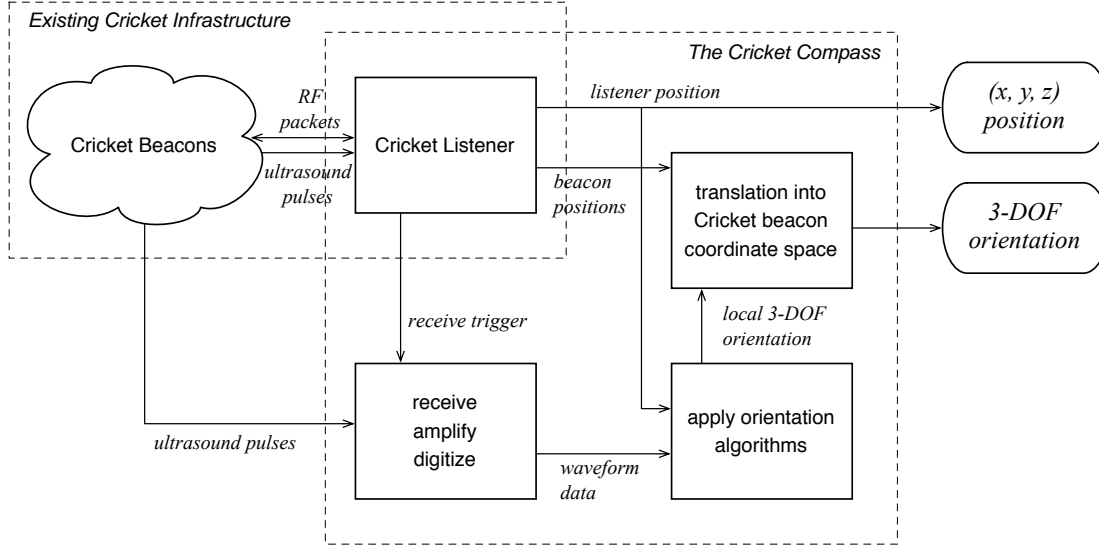 Existing Cricket Infrastructure
The Cricket Compass
RF
packets
listener position
(x, y, z)
position
Cricket Beacons
Cricket Listener
ultrasound
pulses
beacon
positions
translation into
Cricket beacon
coordinate space
3-DOF
orientation
receive trigger
local 3-DOF
orientation
receive
amplify
digitize
apply orientation
algorithms
ultrasound pulses
waveform
data